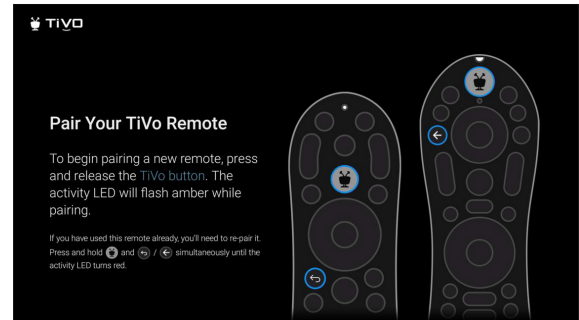 TiVo
Pair Your TiVo Remote
To begin pairing a new remote, press
and release the TiVo button. The
activity LED will flash amber while
pairing.
If you have used this remote already, you'll need to re-pair it.
Press and hold and / simultaneously until the
activity LED turns red.